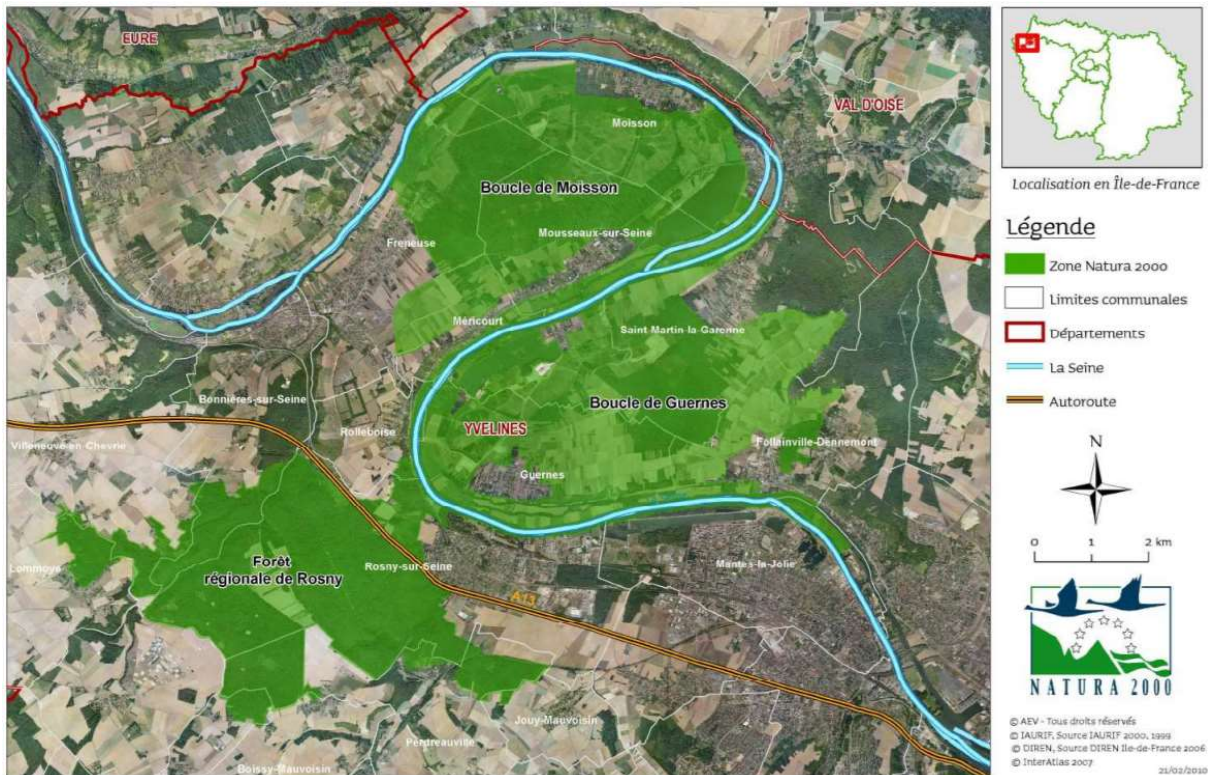 EURE
VAL D'OISE
Moisson
Boucle de Moisson
Mousseaux-sur-Seine
Freneuse
Méricourt
Saint Martin-la-Garenne
Boucle de Guernes
Bonnières-sur-Seine
Rolleboise
YVELINES
Follainville-Dennemont
Villeneuve-en-Chevrie
Guernes
Lommoye
Forêt
régionale de Rosny
Rosny-sur-Seine
Mantes-la-Jolie
A13
Jouy-Mauvoisin
Perdreauville
Boissy-Mauvoisin
Localisation en Île-de-France
Légende
Zone Natura 2000
Limites communales
Départements
La Seine
Autoroute
N
0 1 2 km
NATURA 2000
© AEV - Tous droits réservés
© IAURIF, Source IAURIF 2000, 1999
© DIREN, Source DIREN Ile-de-France 2006
© InterAtlas 2007
21/02/2010